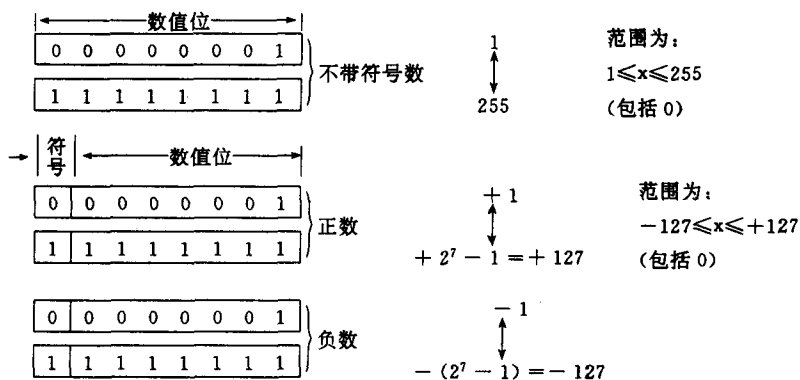 数值位
0 0 0 0 0 0 0 1
1 1 1 1 1 1 1 1
不带符号数
1
255
范围为：
1≤x≤255
(包括 0)
符号
数值位
0 0 0 0 0 0 0 1
1 1 1 1 1 1 1 1
正数
+ 1
+ 2⁷ − 1 = + 127
范围为：
−127≤x≤+127
(包括 0)
0 0 0 0 0 0 0 1
1 1 1 1 1 1 1 1
负数
− 1
− (2⁷ − 1) = − 127